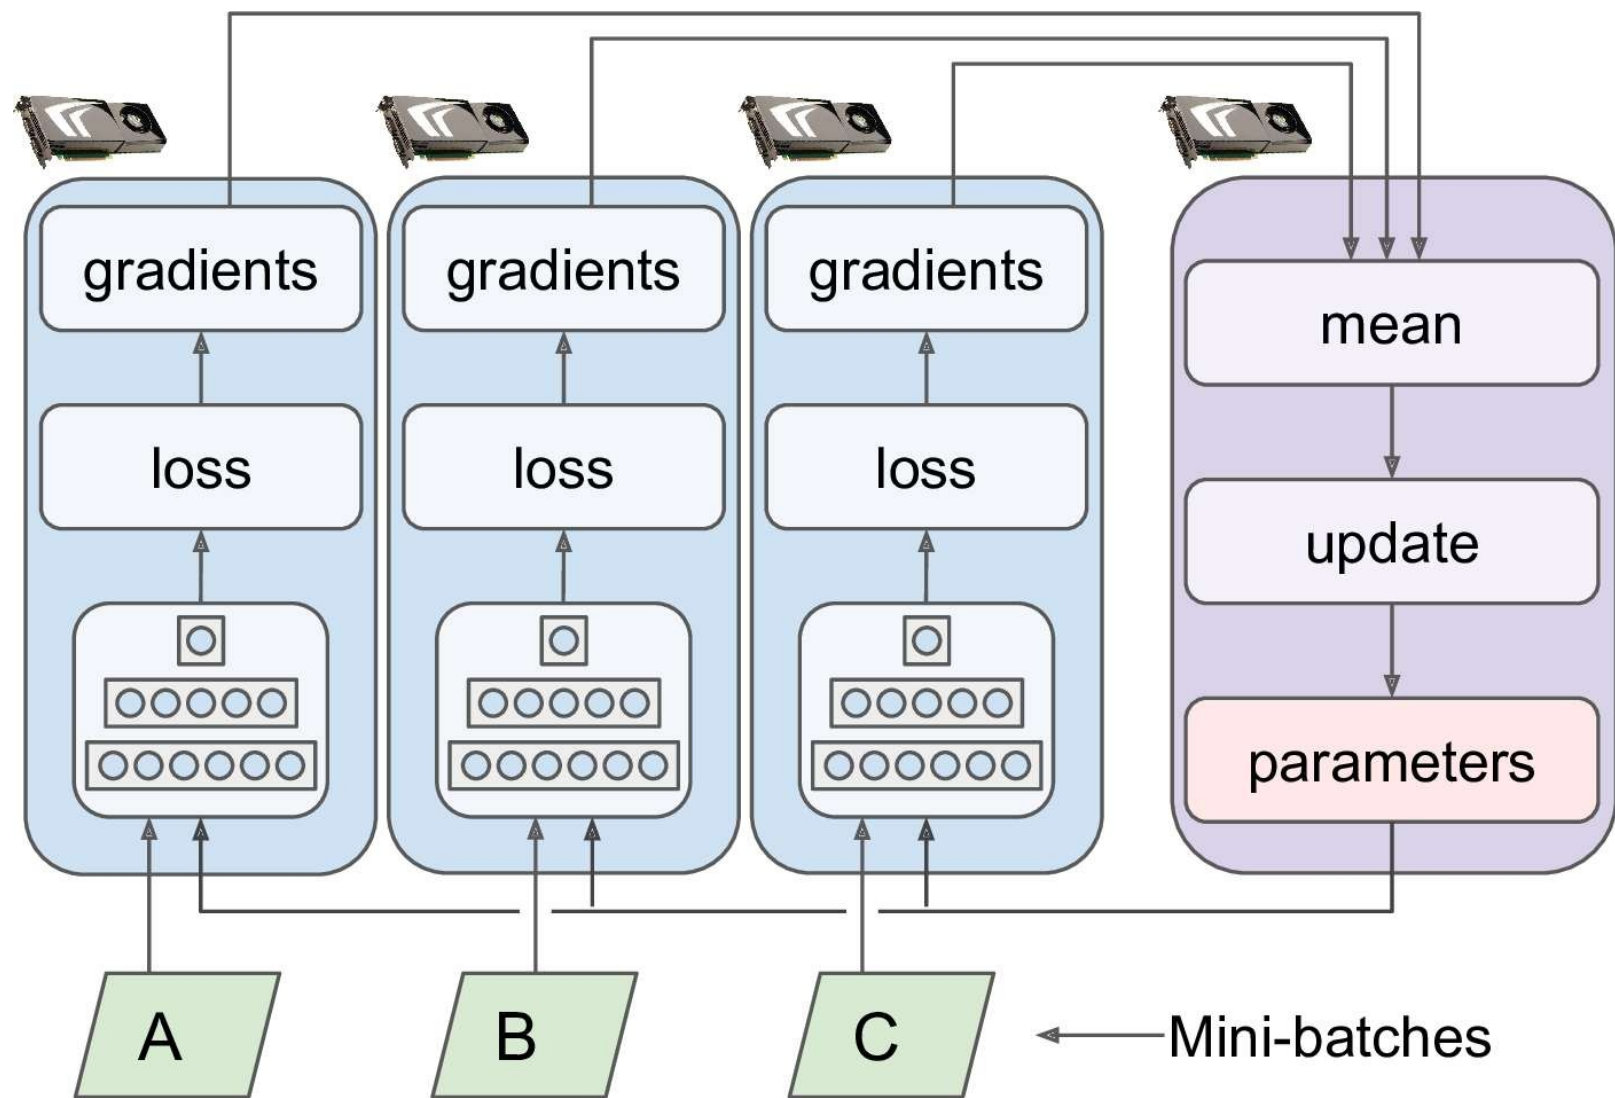 gradients
gradients
gradients
mean
loss
loss
loss
update
parameters
A
B
C
Mini-batches